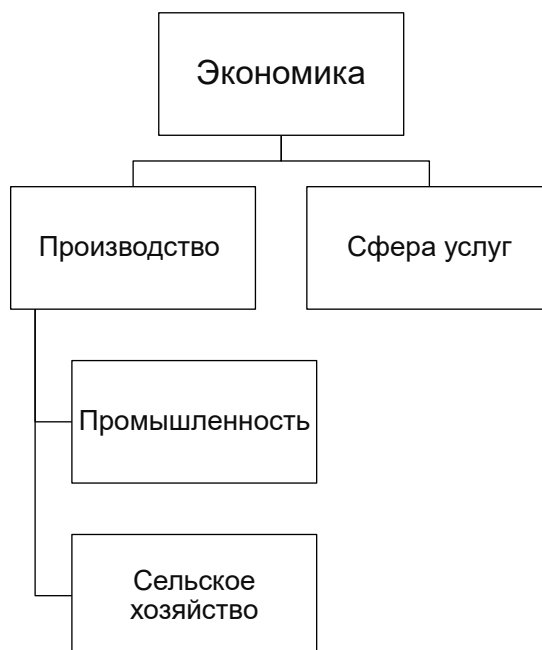 Экономика
Производство
Сфера услуг
Промышленность
Сельское
хозяйство